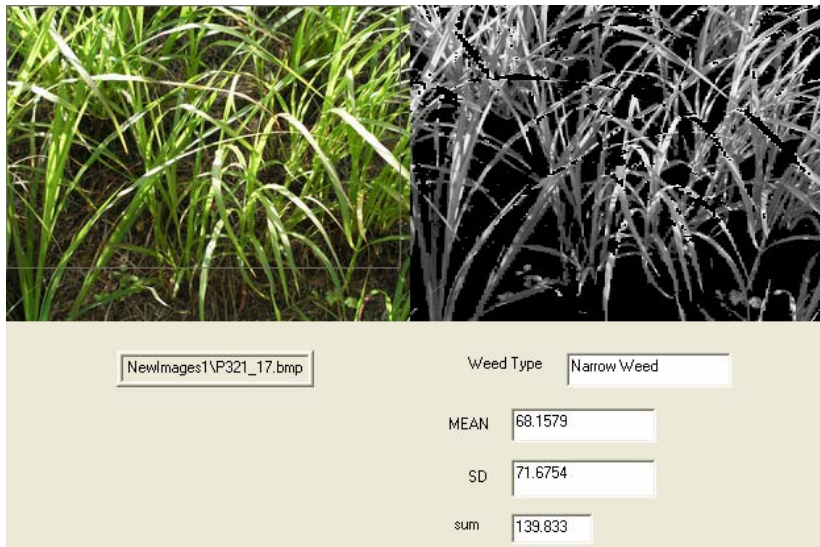 NewImages1\P321_17.bmp
Weed Type Narrow Weed
MEAN 68.1579
SD 71.6754
sum 139.833